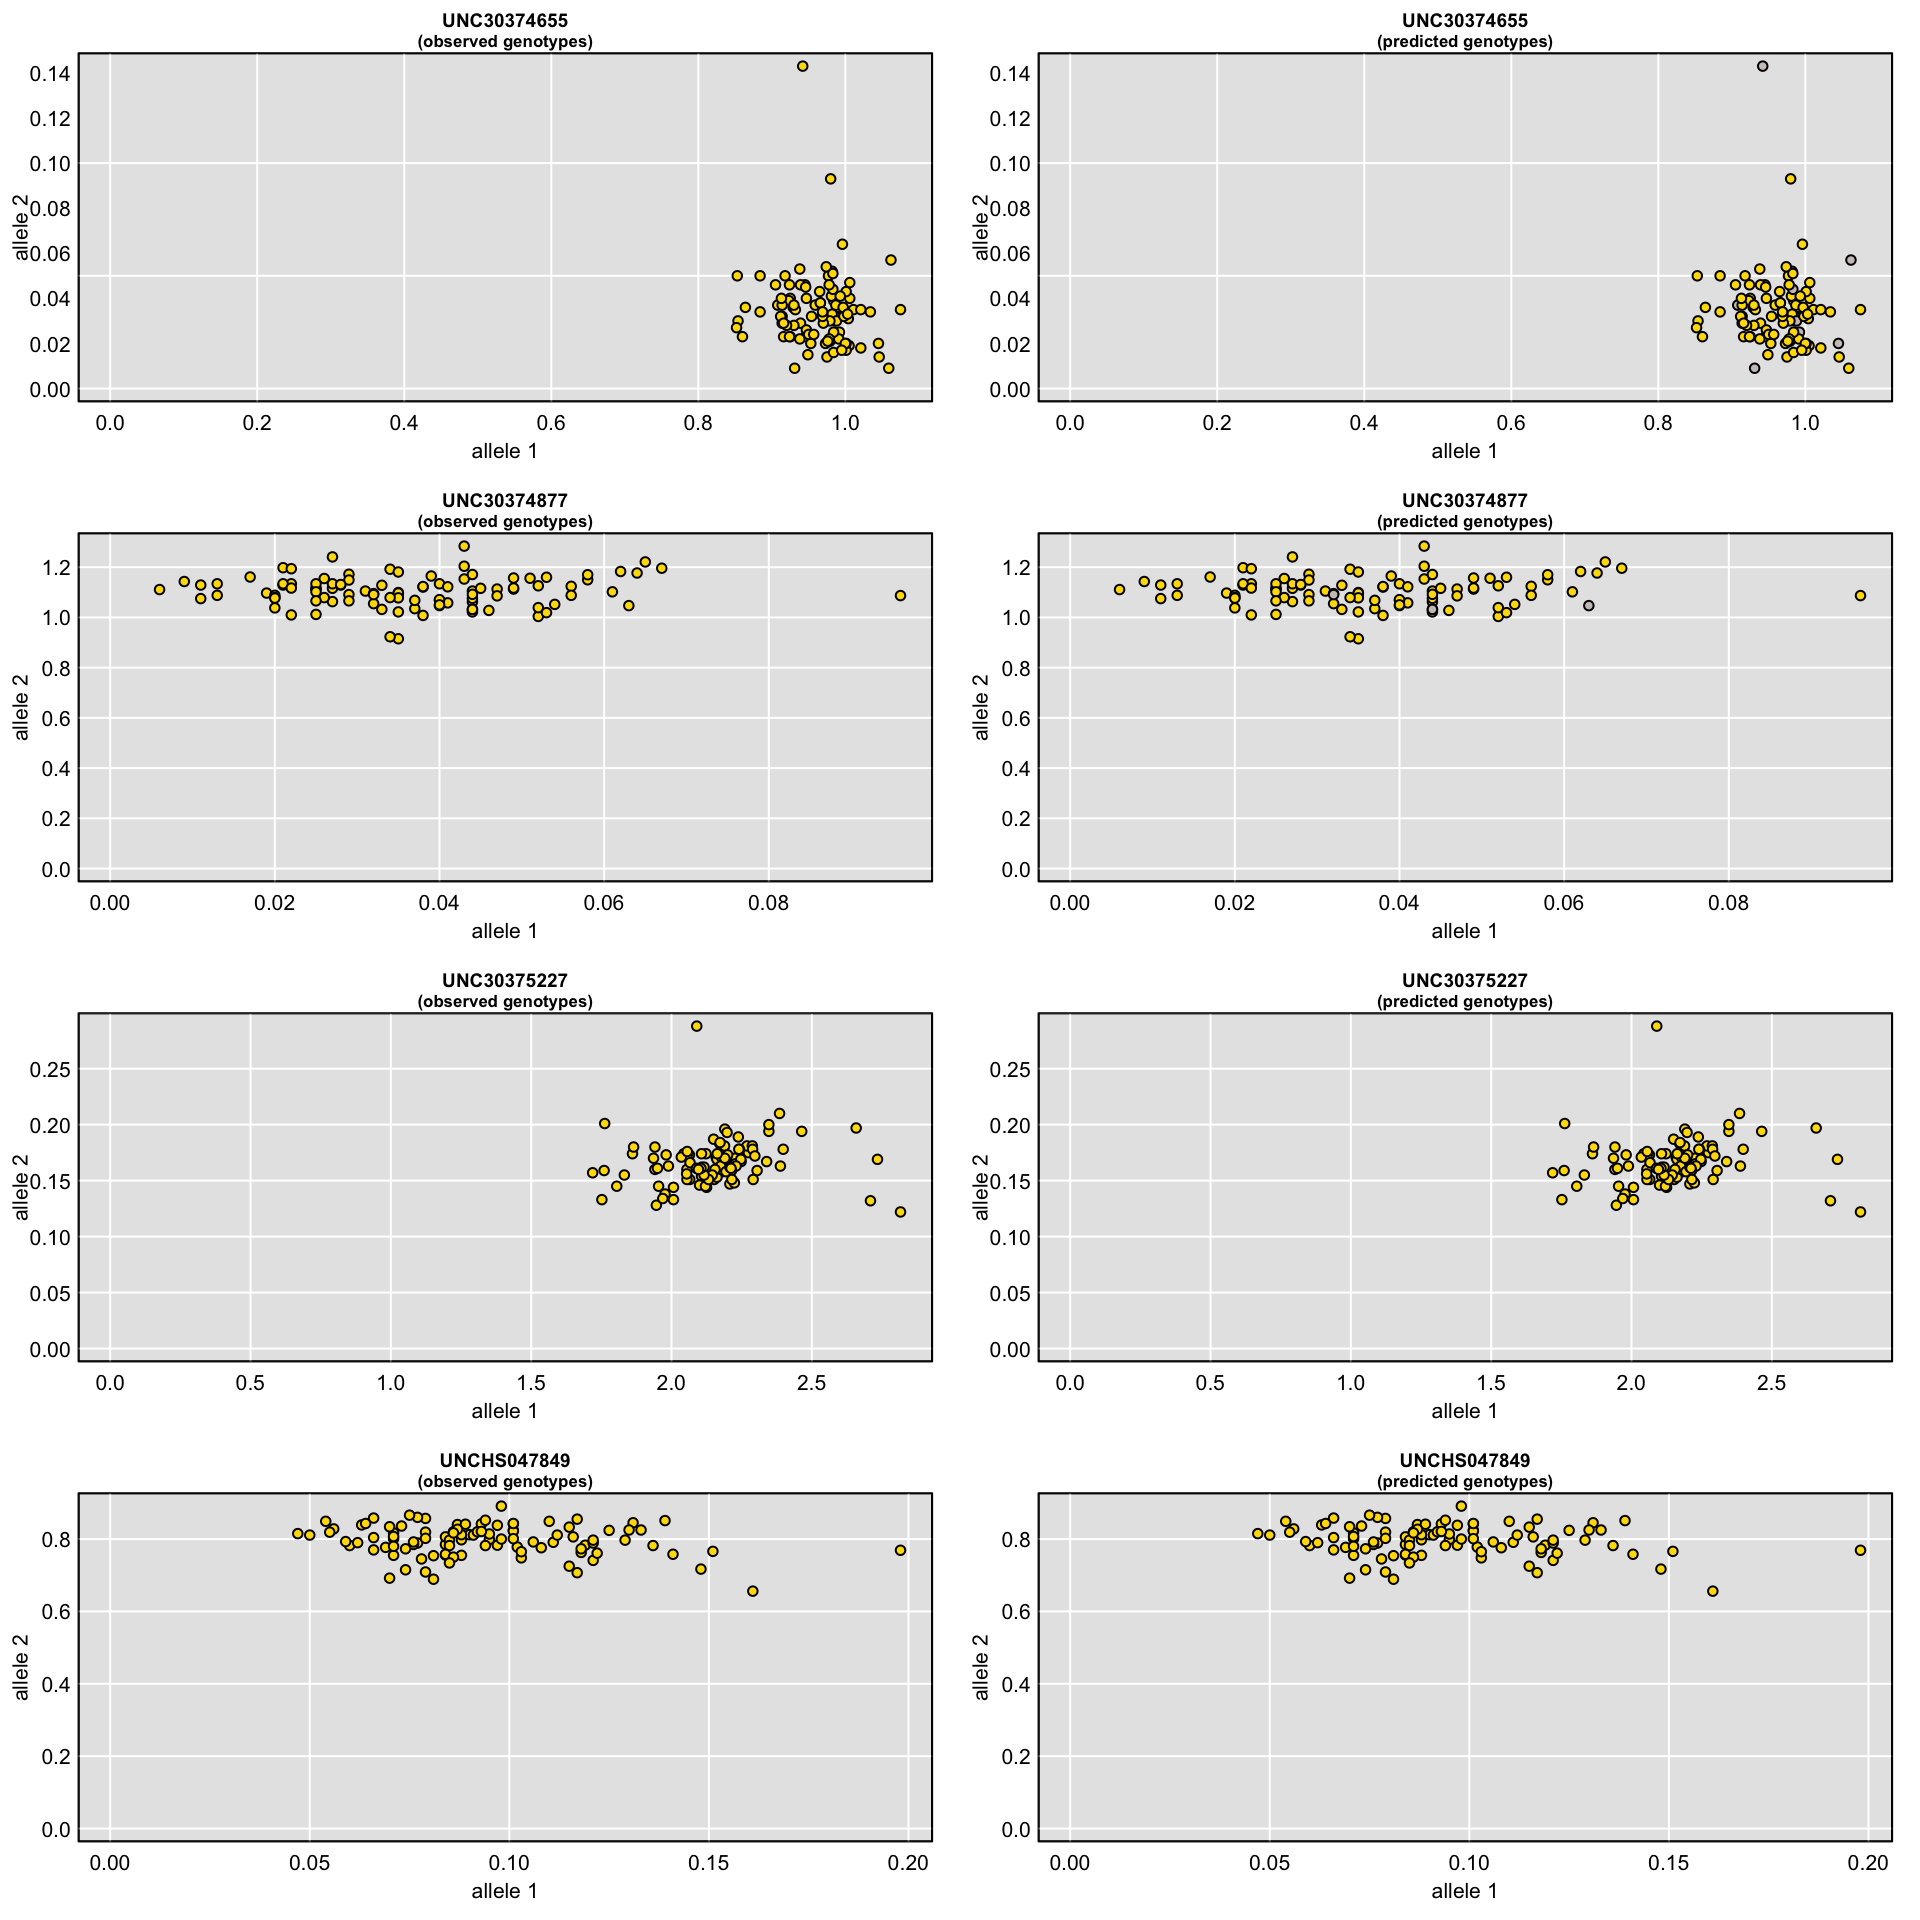 UNC30374655
(observed genotypes)
allele 2
0.14
0.12
0.10
0.08
0.06
0.04
0.02
0.00
0.0 0.2 0.4 0.6 0.8 1.0
allele 1
UNC30374655
(predicted genotypes)
allele 2
0.14
0.12
0.10
0.08
0.06
0.04
0.02
0.00
0.0 0.2 0.4 0.6 0.8 1.0
allele 1
UNC30374877
(observed genotypes)
allele 2
1.2
1.0
0.8
0.6
0.4
0.2
0.0
0.00 0.02 0.04 0.06 0.08
allele 1
UNC30374877
(predicted genotypes)
allele 2
1.2
1.0
0.8
0.6
0.4
0.2
0.0
0.00 0.02 0.04 0.06 0.08
allele 1
UNC30375227
(observed genotypes)
allele 2
0.25
0.20
0.15
0.10
0.05
0.00
0.0 0.5 1.0 1.5 2.0 2.5
allele 1
UNC30375227
(predicted genotypes)
allele 2
0.25
0.20
0.15
0.10
0.05
0.00
0.0 0.5 1.0 1.5 2.0 2.5
allele 1
UNCHS047849
(observed genotypes)
allele 2
0.8
0.6
0.4
0.2
0.0
0.00 0.05 0.10 0.15 0.20
allele 1
UNCHS047849
(predicted genotypes)
allele 2
0.8
0.6
0.4
0.2
0.0
0.00 0.05 0.10 0.15 0.20
allele 1